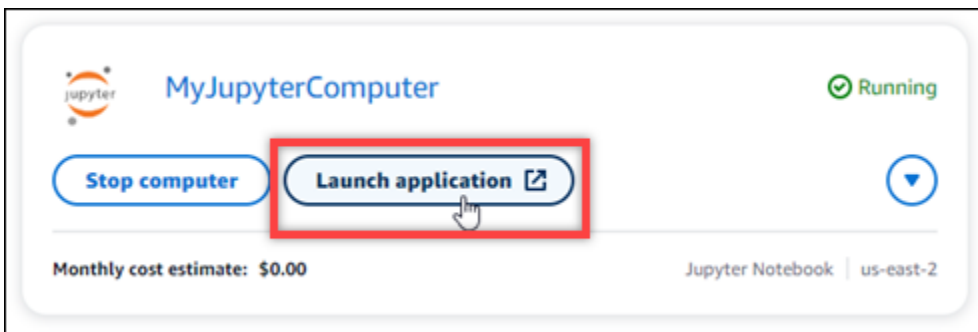 jupyter
MyJupyterComputer
Running
Stop computer
Launch application
Monthly cost estimate: $0.00
Jupyter Notebook
us-east-2